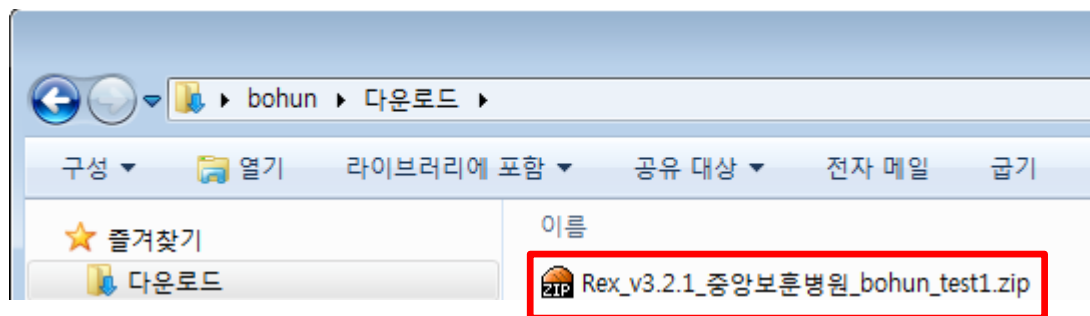 bohun 다운로드
구성 열기 라이브러리에 포함 공유 대상 전자 메일 굽기
즐겨찾기
다운로드
이름
ZIP Rex_v3.2.1_중앙보훈병원_bohun_test1.zip